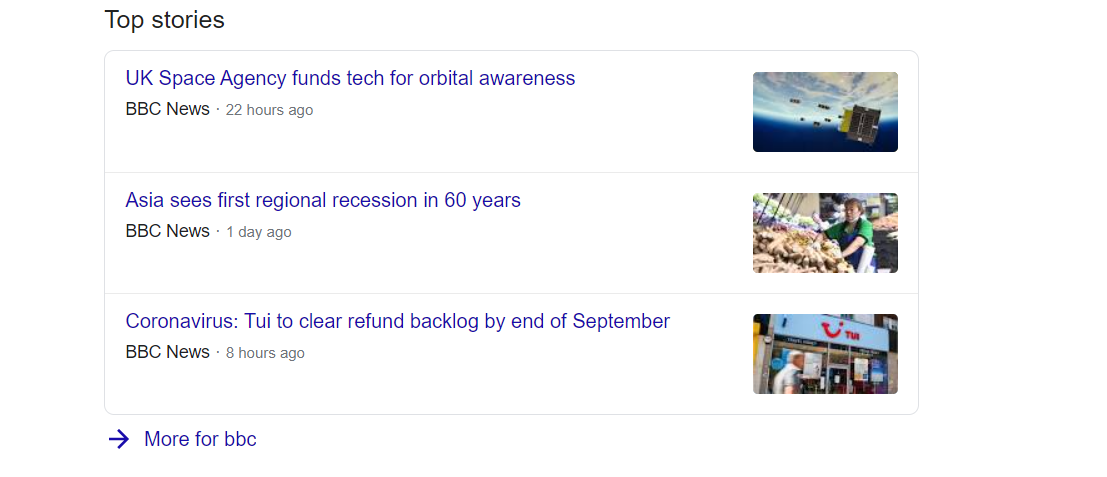 Top stories
UK Space Agency funds tech for orbital awareness
BBC News · 22 hours ago
Asia sees first regional recession in 60 years
BBC News · 1 day ago
Coronavirus: Tui to clear refund backlog by end of September
BBC News · 8 hours ago
TUI
More for bbc